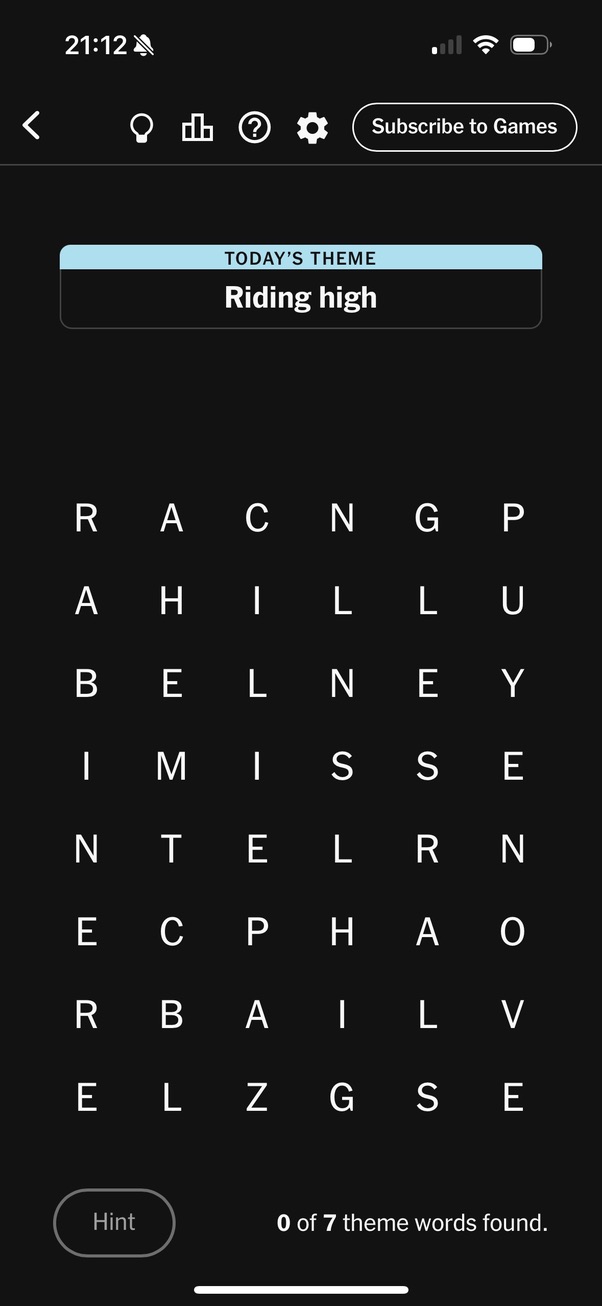 21:12
Subscribe to Games
TODAY'S THEME
Riding high
R A C N G P
A H I L L U
B E L N E Y
I M I S S E
N T E L R N
E C P H A O
R B A I L V
E L Z G S E
Hint
0 of 7 theme words found.